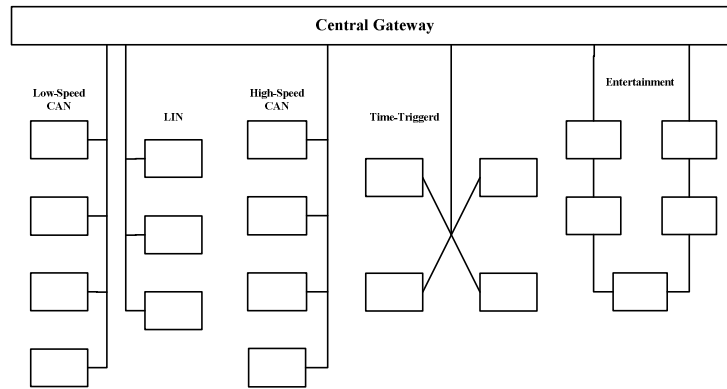 Central Gateway
Low-Speed
CAN
LIN
High-Speed
CAN
Time-Triggerd
Entertainment